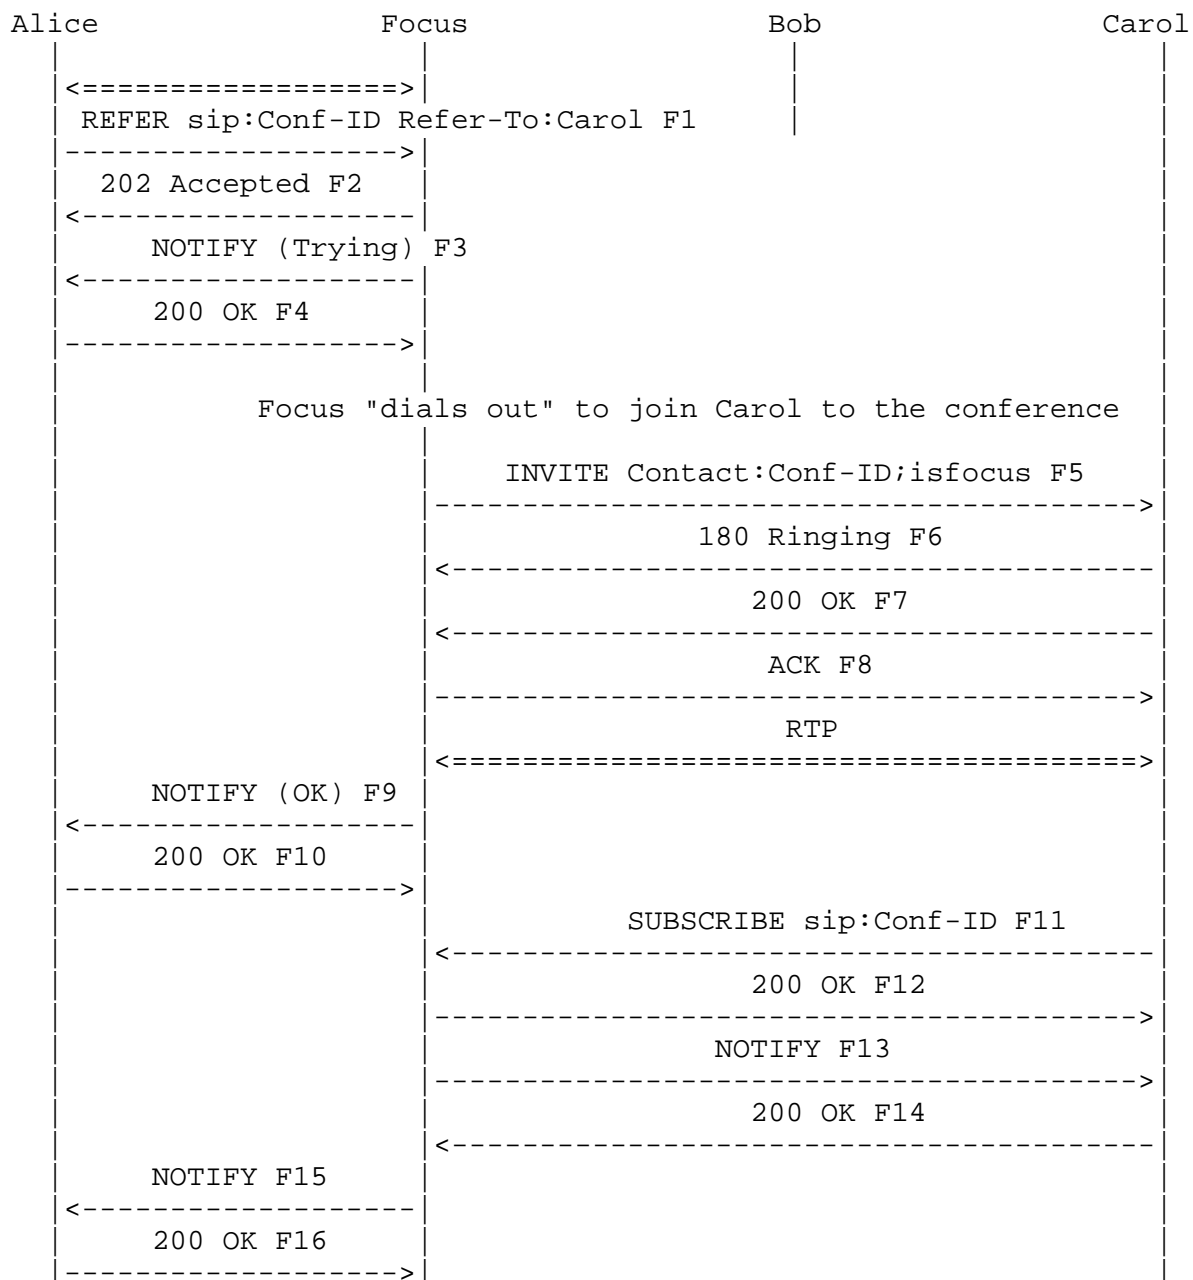 Alice Focus Bob Carol
REFER sip:Conf-ID Refer-To:Carol F1
202 Accepted F2
NOTIFY (Trying) F3
200 OK F4
Focus "dials out" to join Carol to the conference
INVITE Contact:Conf-ID;isfocus F5
180 Ringing F6
200 OK F7
ACK F8
RTP
NOTIFY (OK) F9
200 OK F10
SUBSCRIBE sip:Conf-ID F11
200 OK F12
NOTIFY F13
200 OK F14
NOTIFY F15
200 OK F16